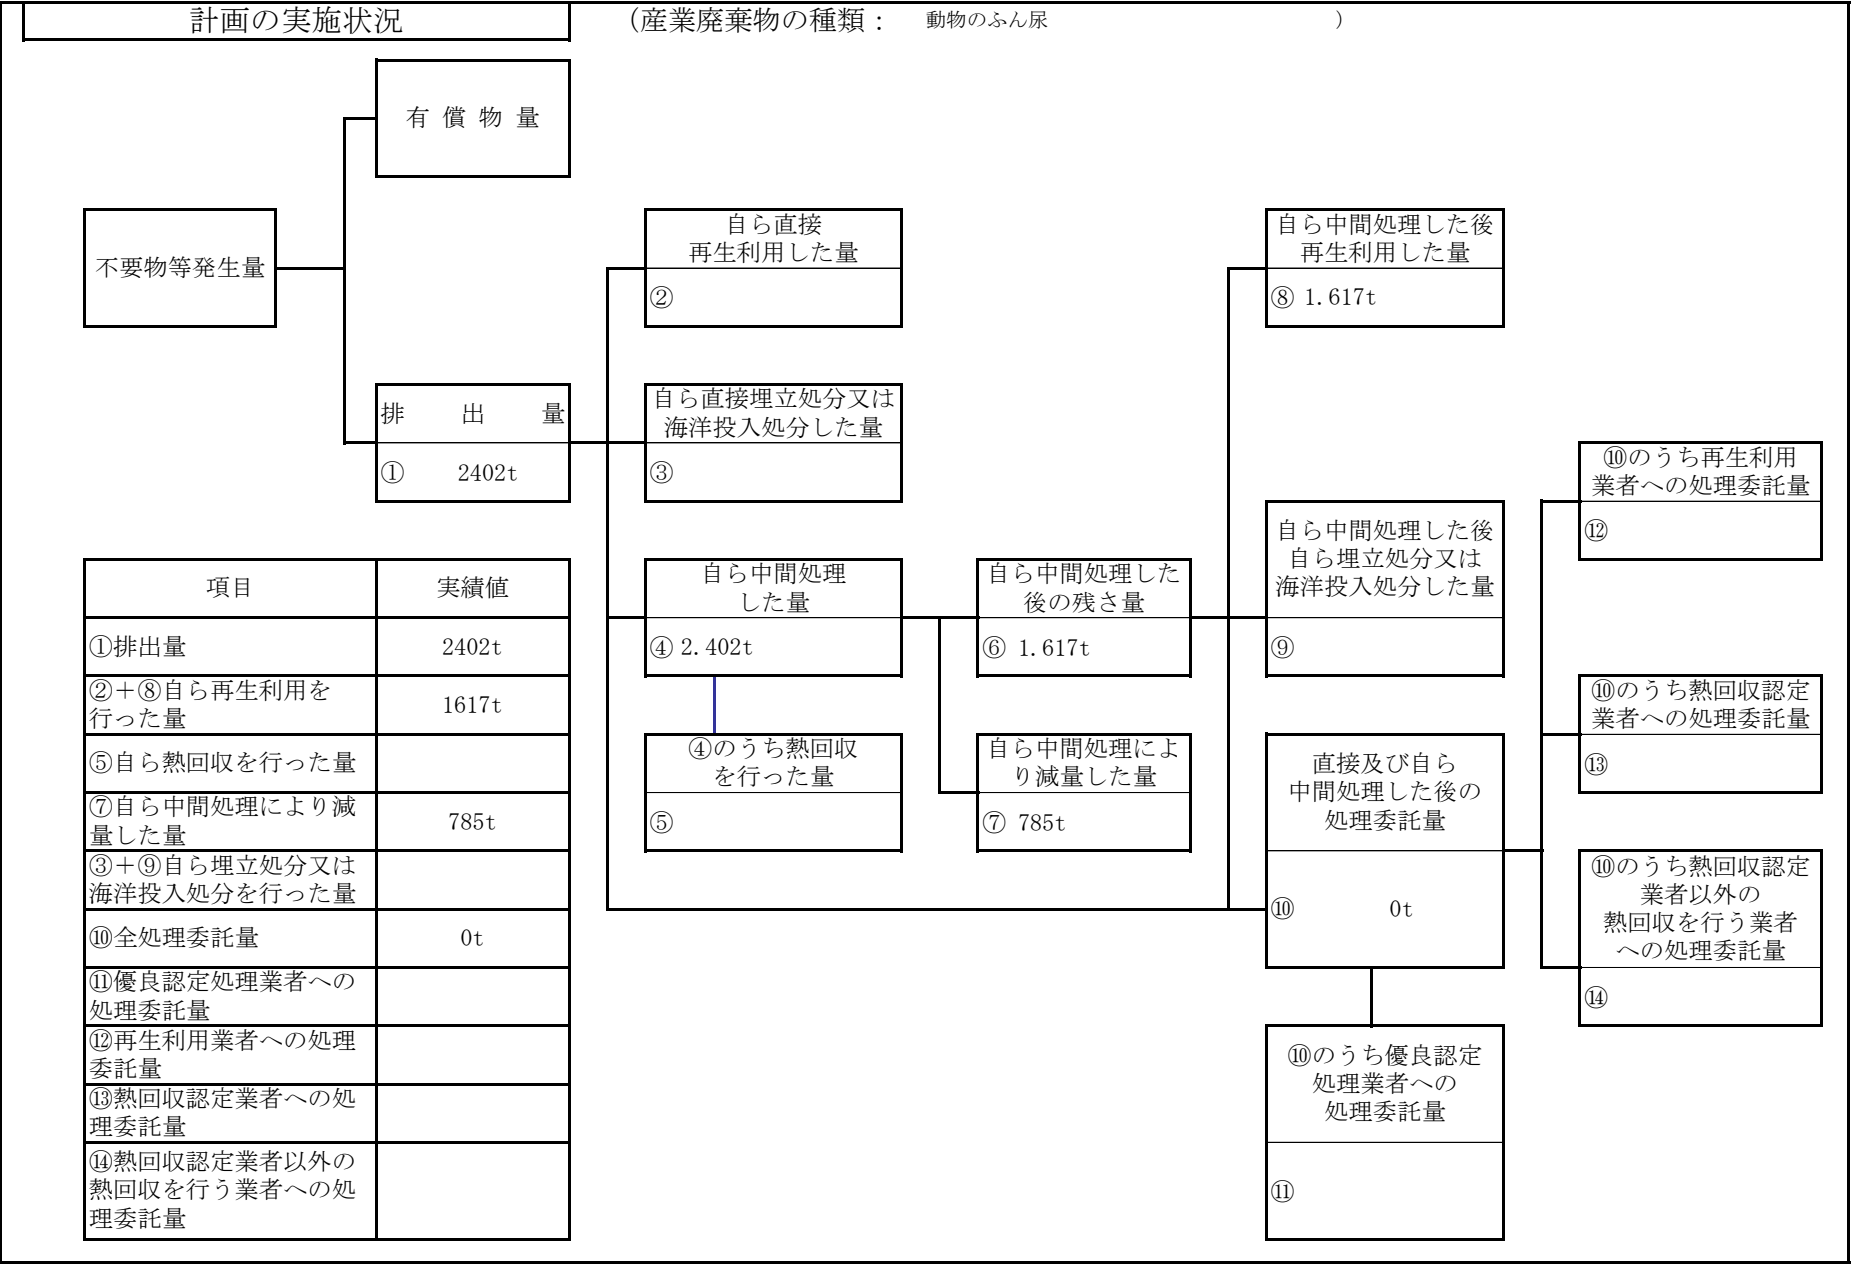 計画の実施状況
(産業廃棄物の種類： 動物のふん尿 )
有償物量
不要物等発生量
自ら直接
再生利用した量
②
自ら中間処理した後
再生利用した量
⑧ 1.617t
排出量
① 2402t
自ら直接埋立処分又は
海洋投入処分した量
③
⑩のうち再生利用
業者への処理委託量
⑫
自ら中間処理
した量
④ 2.402t
自ら中間処理した
後の残さ量
⑥ 1.617t
自ら中間処理した後
自ら埋立処分又は
海洋投入処分した量
⑨
⑩のうち熱回収認定
業者への処理委託量
⑬
④のうち熱回収
を行った量
⑤
自ら中間処理によ
り減量した量
⑦ 785t
直接及び自ら
中間処理した後の
処理委託量
⑩ 0t
⑩のうち熱回収認定
業者以外の
熱回収を行う業者
への処理委託量
⑭
⑩のうち優良認定
処理業者への
処理委託量
⑪
項目 実績値
①排出量 2402t
②＋⑧自ら再生利用を
行った量 1617t
⑤自ら熱回収を行った量
⑦自ら中間処理により減
量した量 785t
③＋⑨自ら埋立処分又は
海洋投入処分を行った量
⑩全処理委託量 0t
⑪優良認定処理業者への
処理委託量
⑫再生利用業者への処理
委託量
⑬熱回収認定業者への処
理委託量
⑭熱回収認定業者以外の
熱回収を行う業者への処
理委託量